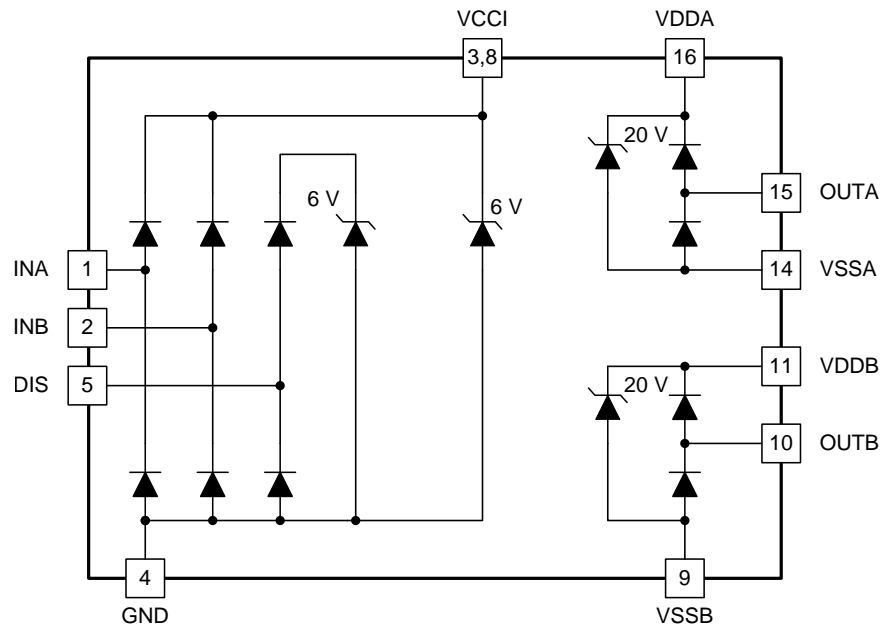 VCCI
VDDA
3,8
16
20 V
6 V
6 V
15
OUTA
INA
1
14
VSSA
INB
2
DIS
5
11
VDDB
20 V
10
OUTB
4
9
GND
VSSB